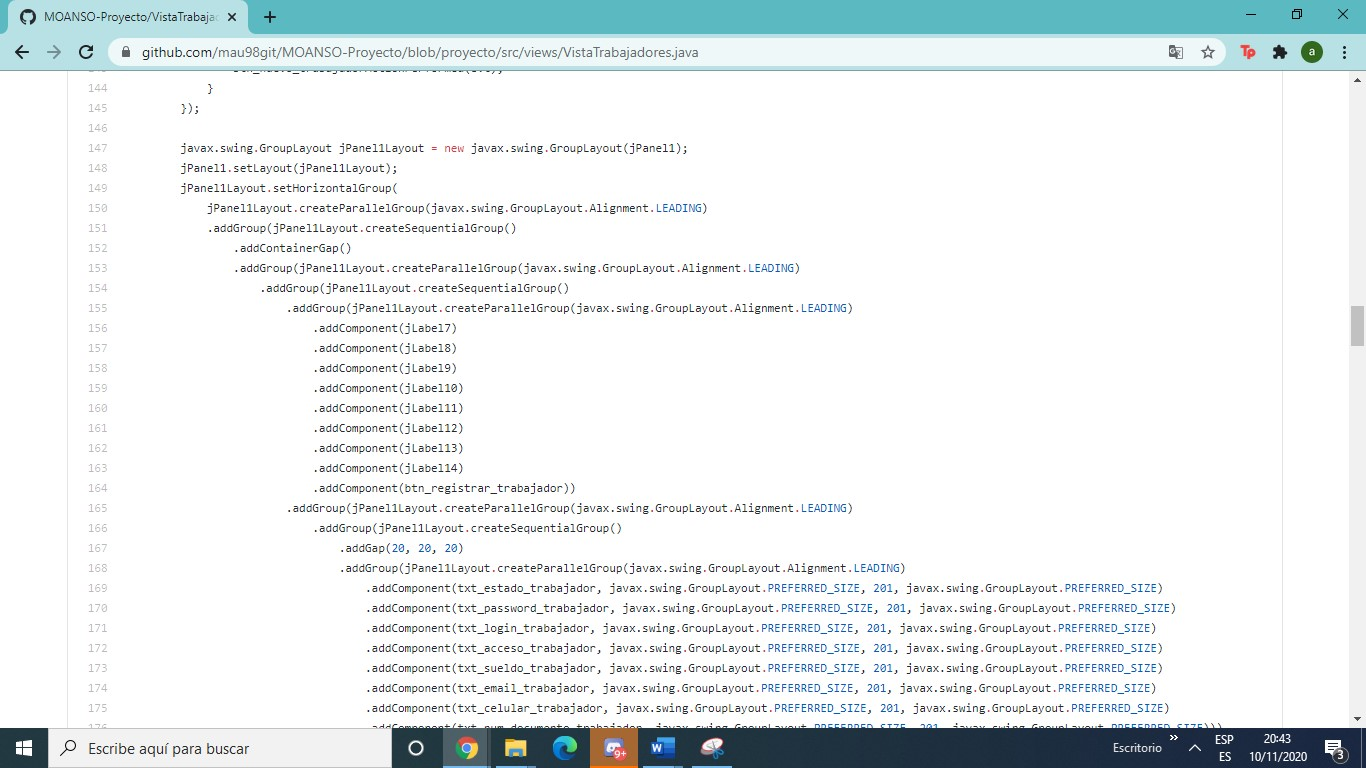 MOANSO-Proyecto/VistaTrabaja
github.com/mau98git/MOANSO-Proyecto/blob/proyecto/src/views/VistaTrabajadores.java
a
144 }
145 });
146
147 javax.swing.GroupLayout jPanel1Layout = new javax.swing.GroupLayout(jPanel1);
148 jPanel1.setLayout(jPanel1Layout);
149 jPanel1Layout.setHorizontalGroup(
150 jPanel1Layout.createParallelGroup(javax.swing.GroupLayout.Alignment.LEADING)
151 .addGroup(jPanel1Layout.createSequentialGroup()
152 .addContainerGap()
153 .addGroup(jPanel1Layout.createParallelGroup(javax.swing.GroupLayout.Alignment.LEADING)
154 .addGroup(jPanel1Layout.createSequentialGroup()
155 .addGroup(jPanel1Layout.createParallelGroup(javax.swing.GroupLayout.Alignment.LEADING)
156 .addComponent(jLabel7)
157 .addComponent(jLabel8)
158 .addComponent(jLabel9)
159 .addComponent(jLabel10)
160 .addComponent(jLabel11)
161 .addComponent(jLabel12)
162 .addComponent(jLabel13)
163 .addComponent(jLabel14)
164 .addComponent(btn_registrar_trabajador))
165 .addGroup(jPanel1Layout.createParallelGroup(javax.swing.GroupLayout.Alignment.LEADING)
166 .addGroup(jPanel1Layout.createSequentialGroup()
167 .addGap(20, 20, 20)
168 .addGroup(jPanel1Layout.createParallelGroup(javax.swing.GroupLayout.Alignment.LEADING)
169 .addComponent(txt_estado_trabajador, javax.swing.GroupLayout.PREFERRED_SIZE, 201, javax.swing.GroupLayout.PREFERRED_SIZE)
170 .addComponent(txt_password_trabajador, javax.swing.GroupLayout.PREFERRED_SIZE, 201, javax.swing.GroupLayout.PREFERRED_SIZE)
171 .addComponent(txt_login_trabajador, javax.swing.GroupLayout.PREFERRED_SIZE, 201, javax.swing.GroupLayout.PREFERRED_SIZE)
172 .addComponent(txt_acceso_trabajador, javax.swing.GroupLayout.PREFERRED_SIZE, 201, javax.swing.GroupLayout.PREFERRED_SIZE)
173 .addComponent(txt_sueldo_trabajador, javax.swing.GroupLayout.PREFERRED_SIZE, 201, javax.swing.GroupLayout.PREFERRED_SIZE)
174 .addComponent(txt_email_trabajador, javax.swing.GroupLayout.PREFERRED_SIZE, 201, javax.swing.GroupLayout.PREFERRED_SIZE)
175 .addComponent(txt_celular_trabajador, javax.swing.GroupLayout.PREFERRED_SIZE, 201, javax.swing.GroupLayout.PREFERRED_SIZE)
Escribe aquí para buscar
9+
Escritorio
ESP
ES
20:43
10/11/2020
3